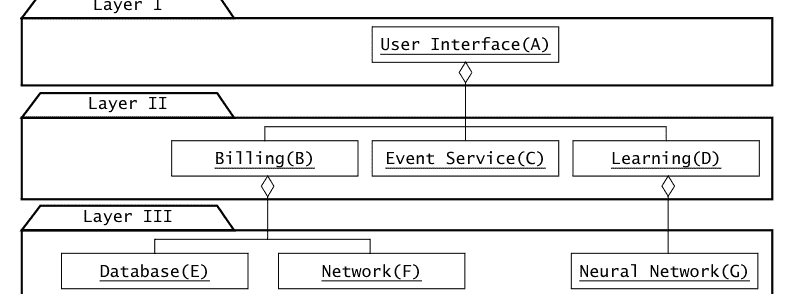 Layer I
User Interface(A)
Layer II
Billing(B)
Event Service(C)
Learning(D)
Layer III
Database(E)
Network(F)
Neural Network(G)